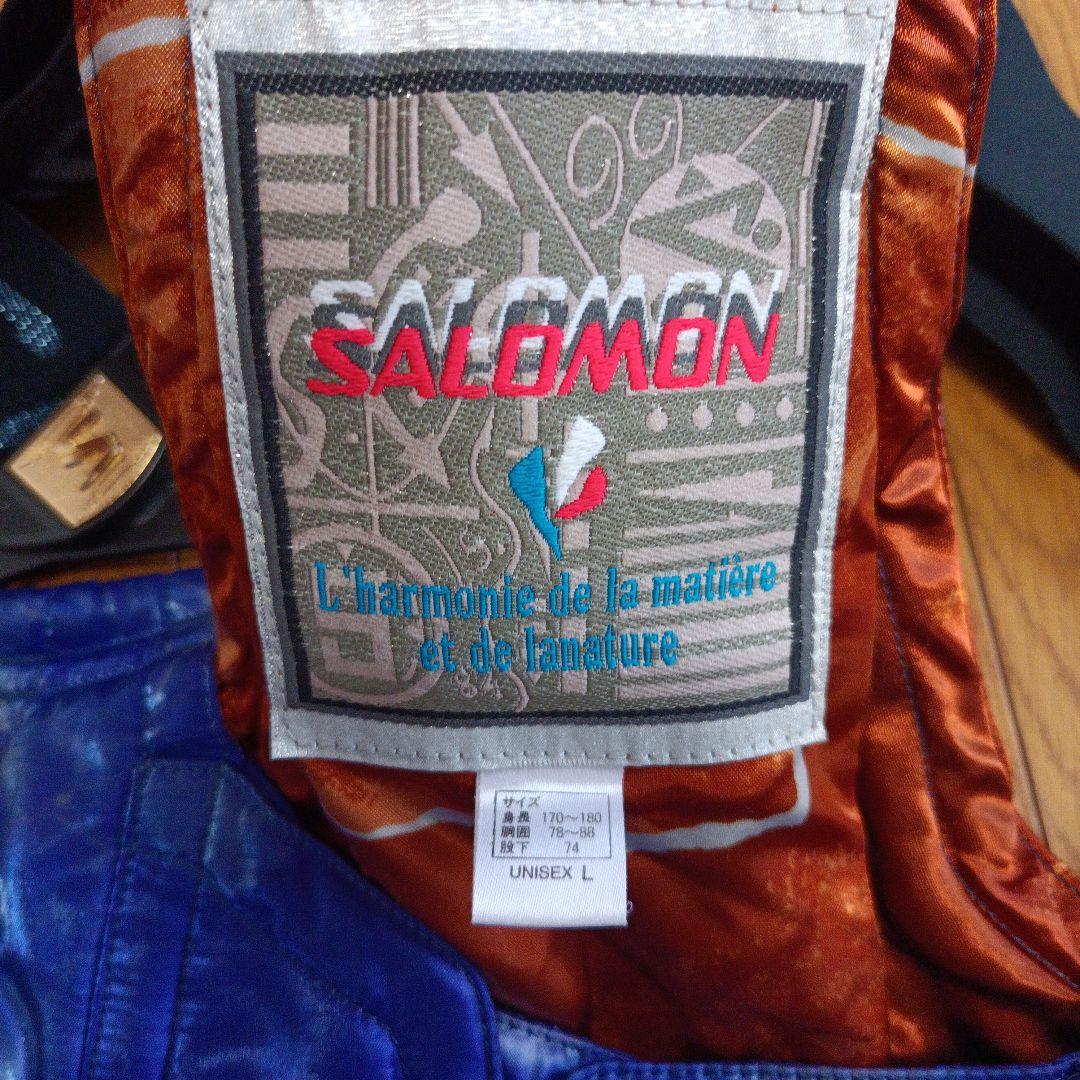 SALOMON
SALOMON
L'harmonie de la matière
et de lanature
サイズ
身長 170～180
胸囲 78～88
股下 74
UNISEX L